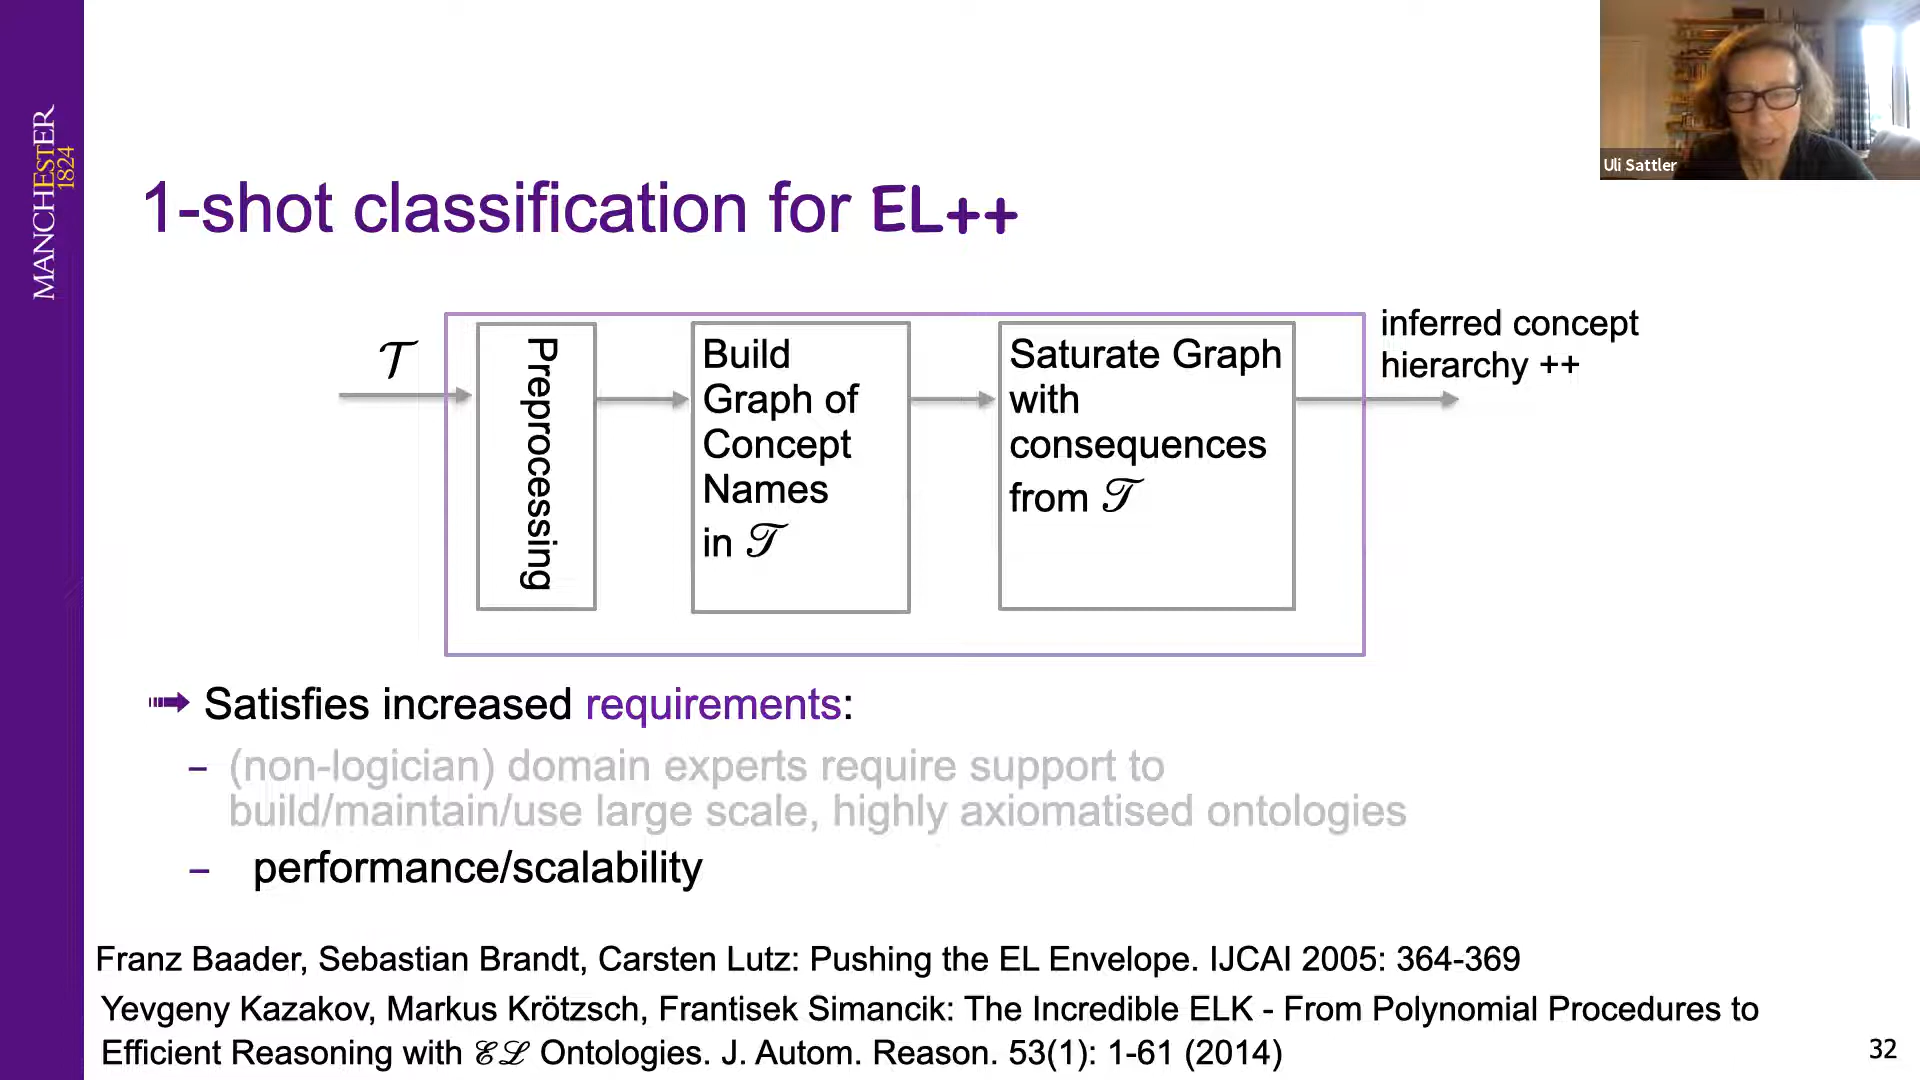 MANCHESTER
1824
Uli Sattler
1-shot classification for EL++
𝒯
Preprocessing
Build
Graph of
Concept
Names
in 𝒯
Saturate Graph
with
consequences
from 𝒯
inferred concept
hierarchy ++
➟ Satisfies increased requirements:
– (non-logician) domain experts require support to
build/maintain/use large scale, highly axiomatised ontologies
– performance/scalability
Franz Baader, Sebastian Brandt, Carsten Lutz: Pushing the EL Envelope. IJCAI 2005: 364-369
Yevgeny Kazakov, Markus Krötzsch, Frantisek Simancik: The Incredible ELK - From Polynomial Procedures to
Efficient Reasoning with ℰℒ Ontologies. J. Autom. Reason. 53(1): 1-61 (2014)
32